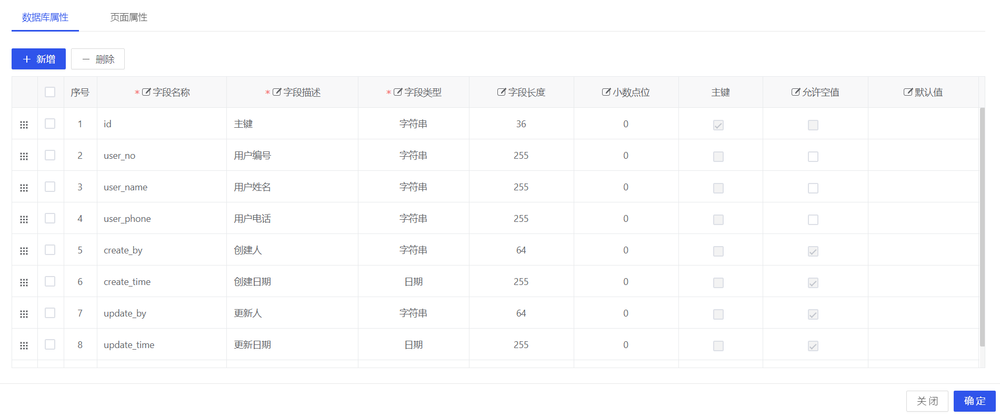 数据库属性 页面属性
新增 删除
序号 * 字段名称 * 字段描述 * 字段类型 字段长度 小数点位 主键 允许空值 默认值
1 id 主键 字符串 36 0
2 user_no 用户编号 字符串 255 0
3 user_name 用户姓名 字符串 255 0
4 user_phone 用户电话 字符串 255 0
5 create_by 创建人 字符串 64 0
6 create_time 创建日期 日期 255 0
7 update_by 更新人 字符串 64 0
8 update_time 更新日期 日期 255 0
关闭 确定